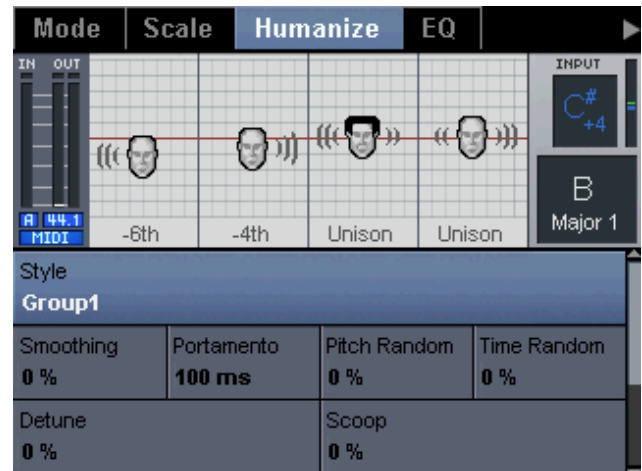 Mode Scale Humanize EQ
IN OUT
INPUT
C#
+4
B
Major 1
A 44.1
MIDI
-6th -4th Unison Unison
Style
Group1
Smoothing Portamento Pitch Random Time Random
0 % 100 ms 0 % 0 %
Detune Scoop
0 % 0 %